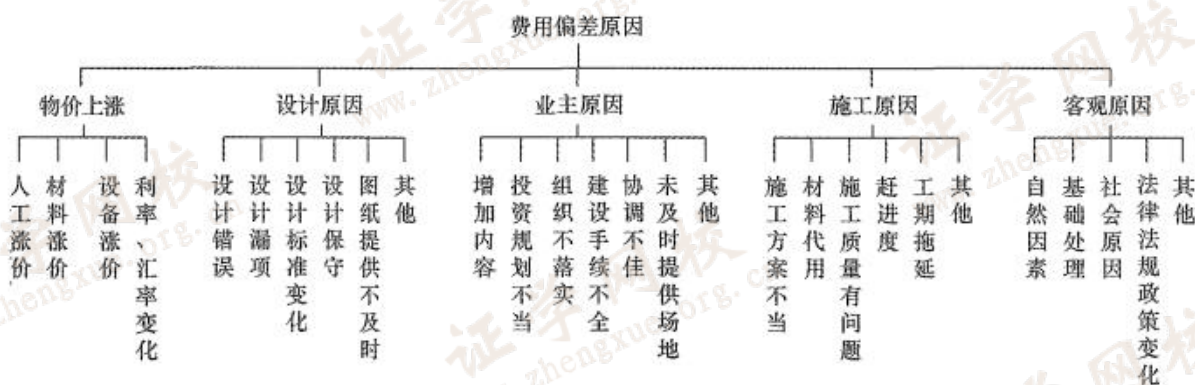 费用偏差原因
物价上涨
设计原因
业主原因
施工原因
客观原因
人工涨价
材料涨价
设备涨价
利率、汇率变化
设计错误
设计漏项
设计标准变化
设计保守
图纸提供不及时
其他
增加内容
投资规划不当
组织不落实
建设手续不全
协调不佳
未及时提供场地
其他
施工方案不当
材料代用
施工质量有问题
赶进度
工期拖延
其他
自然因素
基础处理
社会原因
法律法规政策变化
其他
证学网校
www.zhengxue.org.cn